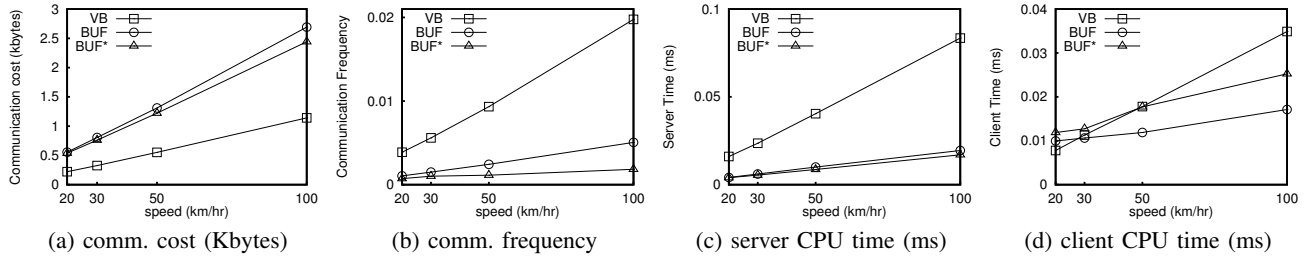 Communication cost (kbytes)
3
2.5
2
1.5
1
0.5
0
VB
BUF
BUF*
20 30 50 100
speed (km/hr)
(a) comm. cost (Kbytes)
Communication Frequency
0.02
0.01
0
VB
BUF
BUF*
20 30 50 100
speed (km/hr)
(b) comm. frequency
Server Time (ms)
0.1
0.05
0
VB
BUF
BUF*
20 30 50 100
speed (km/hr)
(c) server CPU time (ms)
Client Time (ms)
0.04
0.03
0.02
0.01
0
VB
BUF
BUF*
20 30 50 100
speed (km/hr)
(d) client CPU time (ms)